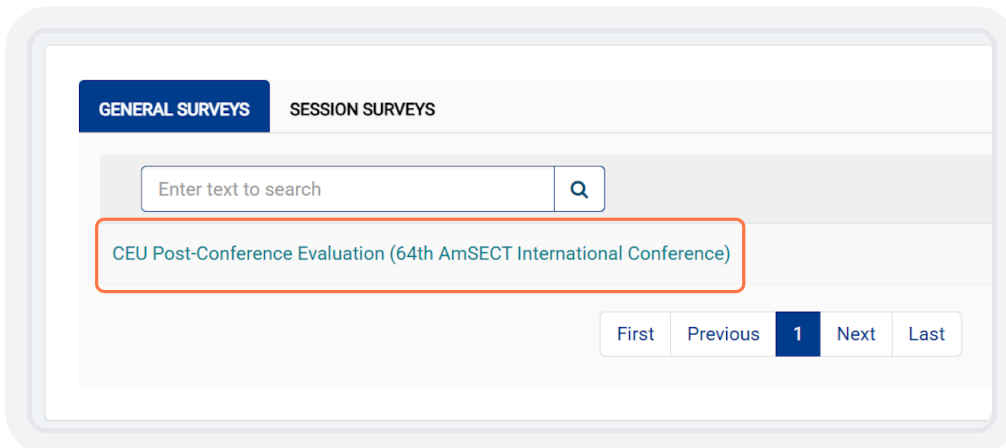 GENERAL SURVEYS SESSION SURVEYS
Enter text to search
CEU Post-Conference Evaluation (64th AmSECT International Conference)
First Previous 1 Next Last